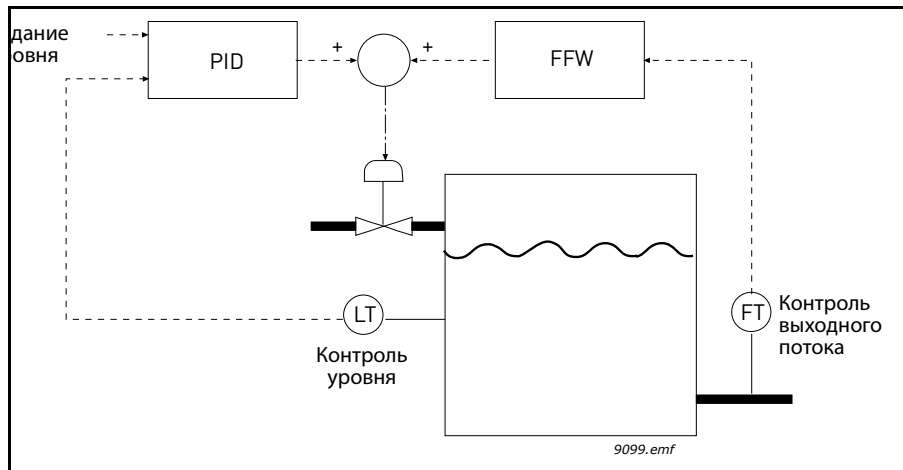 дание
овня
PID
+
+
FFW
LT
Контроль
уровня
FT
Контроль
выходного
потока
9099.emf